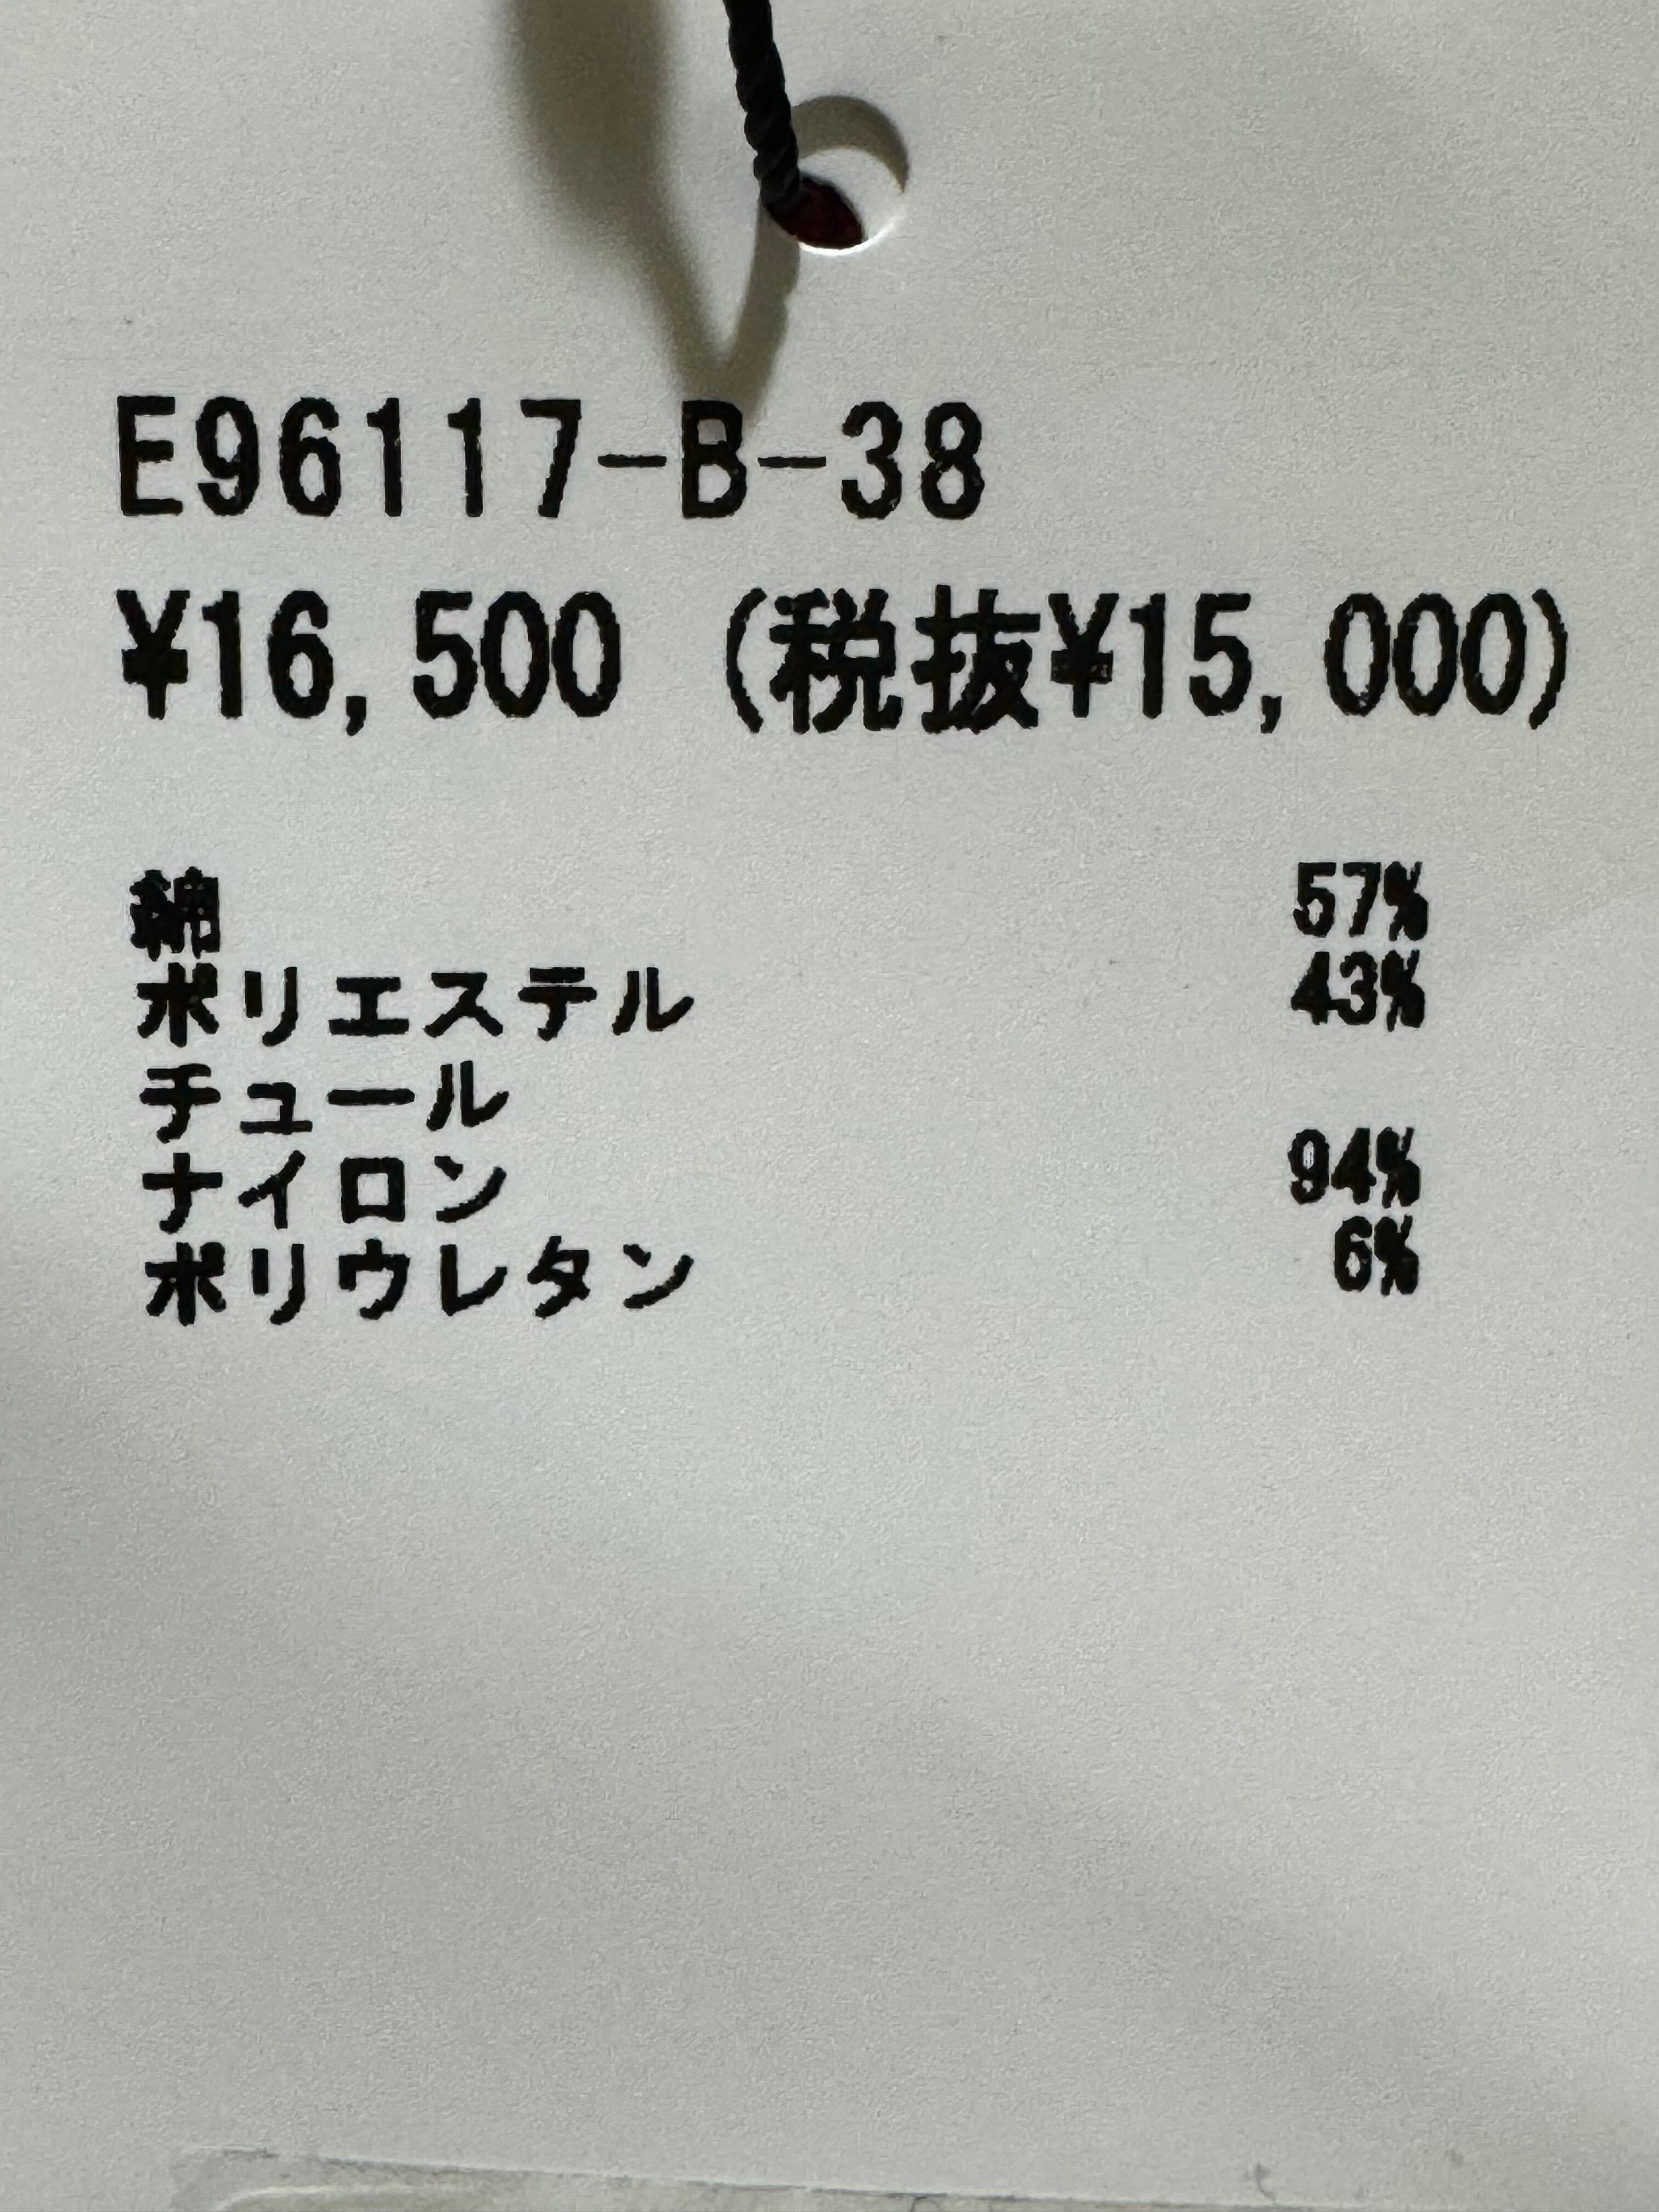 E96117-B-38
¥16,500 (税抜¥15,000)
綿 57%
ポリエステル 43%
チュール
ナイロン 94%
ポリウレタン 6%